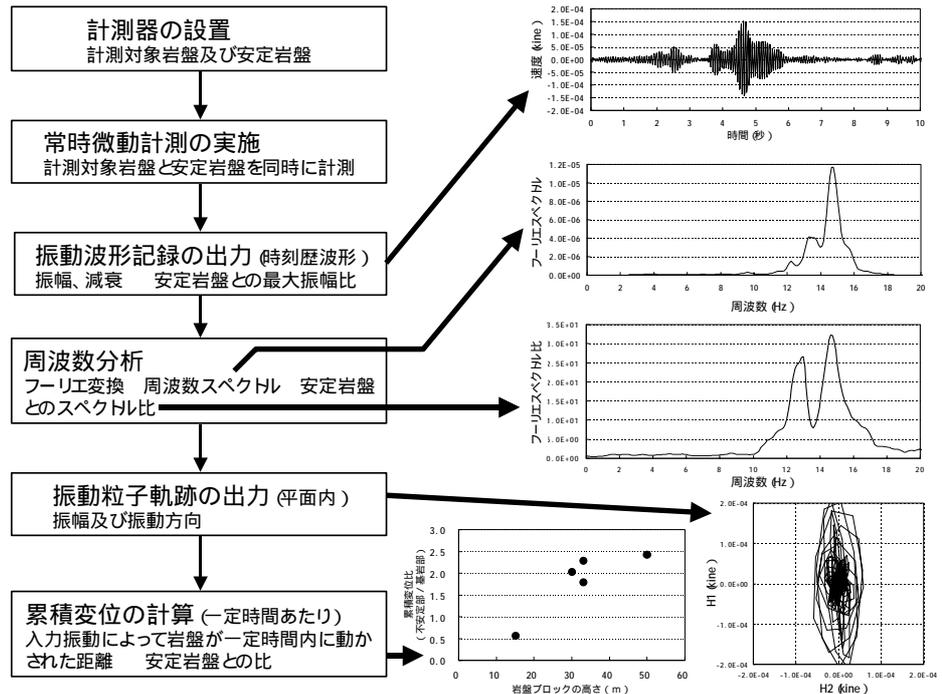 計測器の設置
計測対象岩盤及び安定岩盤
常時微動計測の実施
計測対象岩盤と安定岩盤を同時に計測
振動波形記録の出力(時刻歴波形)
振幅、減衰　安定岩盤との最大振幅比
周波数分析
フーリエ変換　周波数スペクトル　安定岩盤
とのスペクトル比
振動粒子軌跡の出力(平面内)
振幅及び振動方向
累積変位の計算(一定時間あたり)
入力振動によって岩盤が一定時間内に動か
された距離　安定岩盤との比
速度(kine)
2.0E-04
1.5E-04
1.0E-04
5.0E-05
0.0E+00
-5.0E-05
-1.0E-04
-1.5E-04
-2.0E-04
0 1 2 3 4 5 6 7 8 9 10
時間(秒)
フーリエスペクトル
1.2E-05
1.0E-05
8.0E-06
6.0E-06
4.0E-06
2.0E-06
0.0E+00
0 2 4 6 8 10 12 14 16 18 20
周波数(Hz)
フーリエスペクトル比
3.5E+01
2.5E+01
2.0E+01
1.5E+01
1.0E+01
5.0E+00
0.0E+00
0 2 4 6 8 10 12 14 16 18 20
周波数(Hz)
累積変位比
(不安定部/基岩部)
3.0
2.5
2.0
1.5
1.0
0.5
0.0
0 10 20 30 40 50 60
岩盤ブロックの高さ(m)
H1(kine)
2.0E-04
1.0E-04
0.0E+00
-1.0E-04
-2.0E-04
-2.0E-04 -1.0E-04 0.0E+00 1.0E-04 2.0E-04
H2(kine)